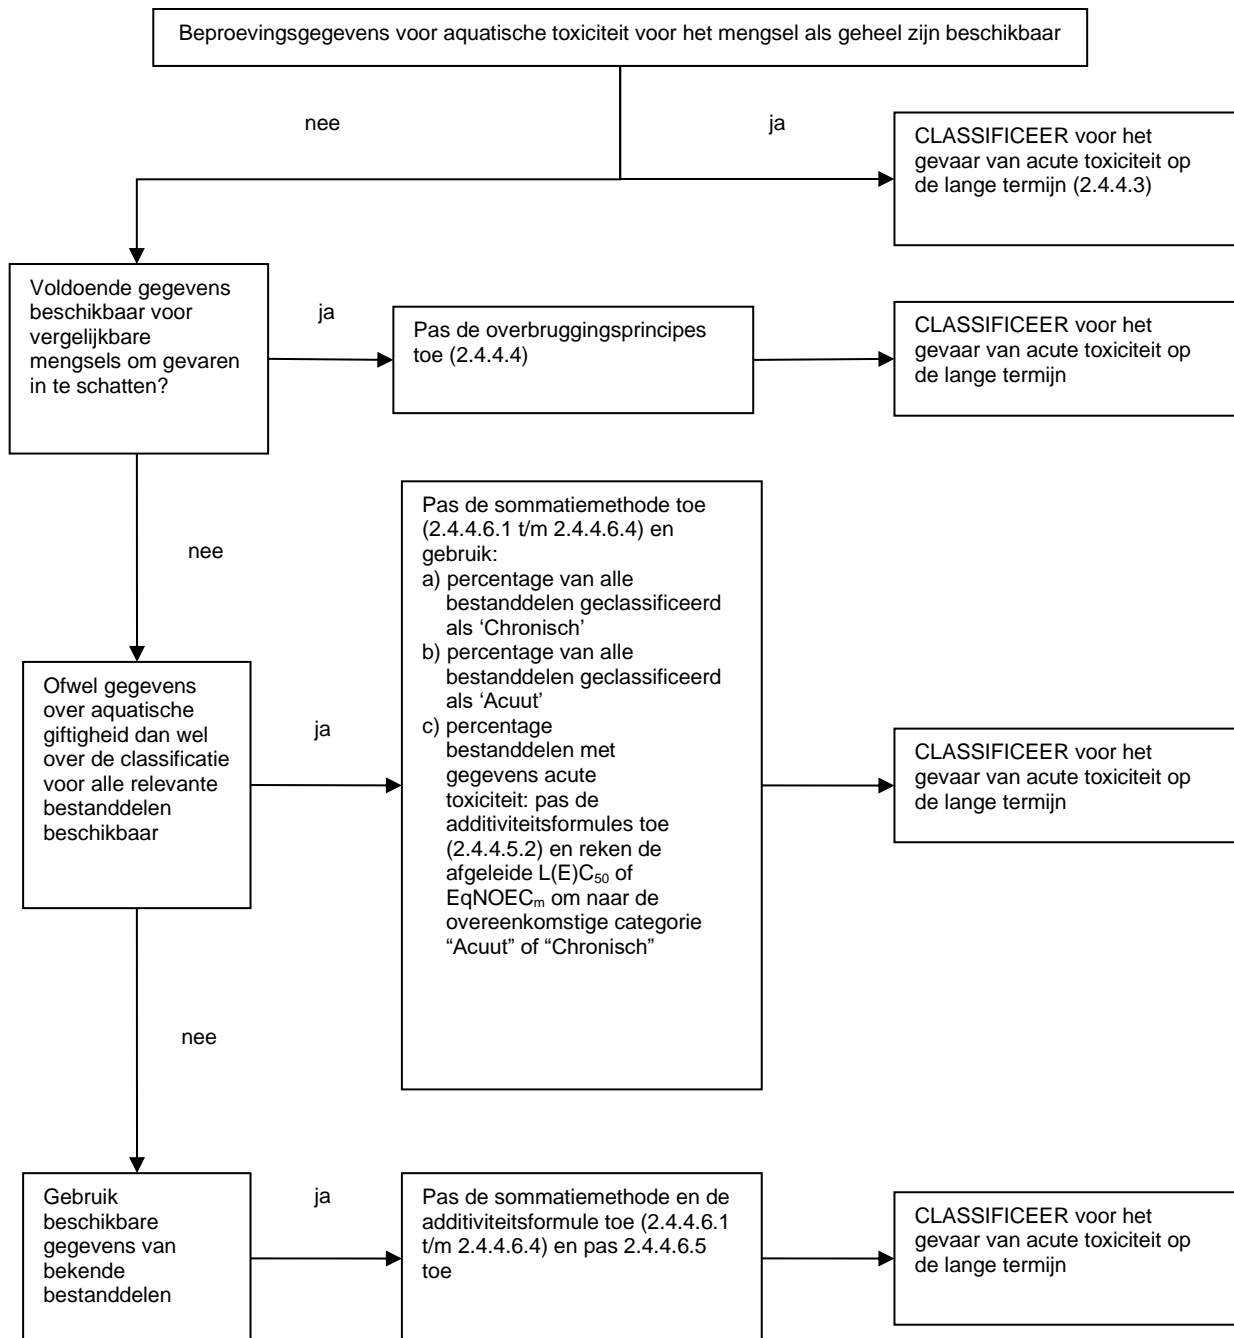 Beproevingsgegevens voor aquatische toxiciteit voor het mengsel als geheel zijn beschikbaar
nee
ja
CLASSIFICEER voor het
gevaar van acute toxiciteit op
de lange termijn (2.4.4.3)
Voldoende gegevens
beschikbaar voor
vergelijkbare
mengsels om gevaren
in te schatten?
ja
Pas de overbruggingsprincipes
toe (2.4.4.4)
CLASSIFICEER voor het
gevaar van acute toxiciteit op
de lange termijn
nee
Ofwel gegevens
over aquatische
giftigheid dan wel
over de classificatie
voor alle relevante
bestanddelen
beschikbaar
ja
Pas de sommatiemethode toe
(2.4.4.6.1 t/m 2.4.4.6.4) en
gebruik:
a) percentage van alle
bestanddelen geclassificeerd
als ‘Chronisch’
b) percentage van alle
bestanddelen geclassificeerd
als ‘Acuut’
c) percentage
bestanddelen met
gegevens acute
toxiciteit: pas de
additiviteitsformules toe
(2.4.4.5.2) en reken de
afgeleide L(E)C₅₀ of
EqNOECₘ om naar de
overeenkomstige categorie
“Acuut” of “Chronisch”
CLASSIFICEER voor het
gevaar van acute toxiciteit op
de lange termijn
nee
Gebruik
beschikbare
gegevens van
bekende
bestanddelen
ja
Pas de sommatiemethode en de
additiviteitsformule toe (2.4.4.6.1
t/m 2.4.4.6.4) en pas 2.4.4.6.5
toe
CLASSIFICEER voor het
gevaar van acute toxiciteit op
de lange termijn